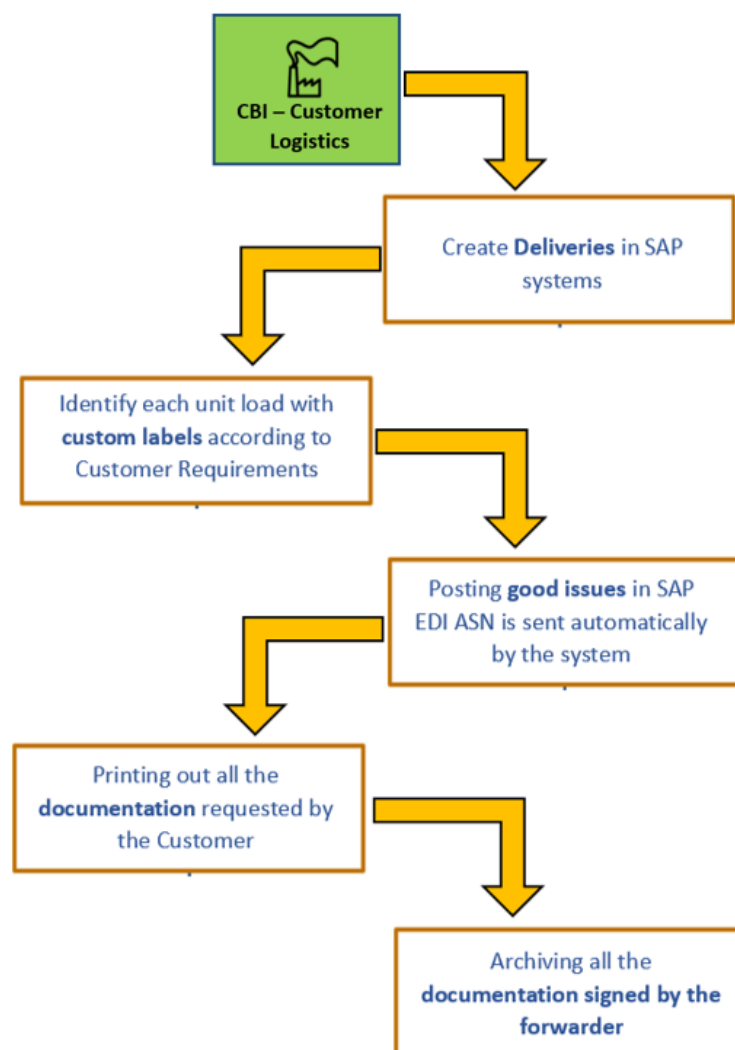 CBI – Customer
Logistics
Create Deliveries in SAP
systems
Identify each unit load with
custom labels according to
Customer Requirements
Posting good issues in SAP
EDI ASN is sent automatically
by the system
Printing out all the
documentation requested by
the Customer
Archiving all the
documentation signed by the
forwarder